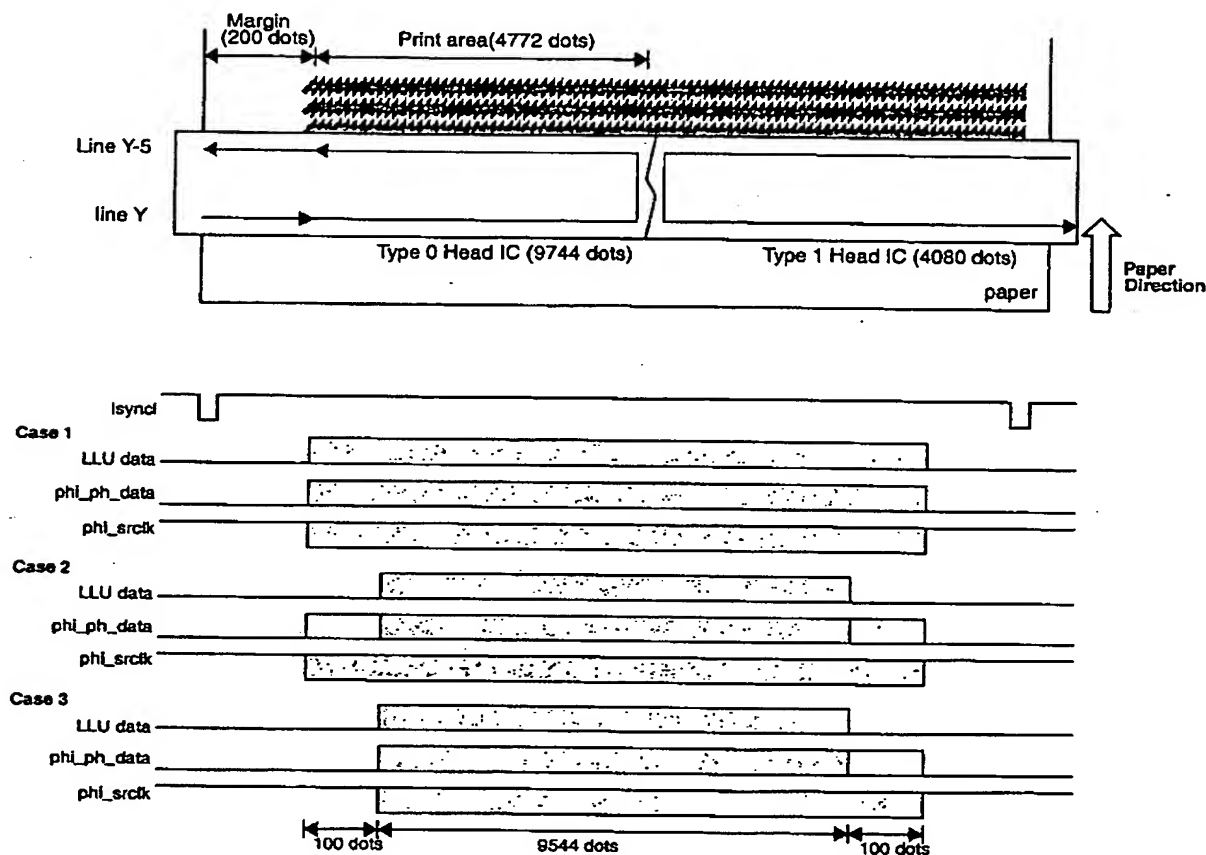 Margin
(200 dots)
Print area(4772 dots)
Line Y-5
line Y
Type 0 Head IC (9744 dots)
Type 1 Head IC (4080 dots)
Paper
Direction
paper
lsyncl
Case 1
LLU data
phi_ph_data
phi_srclk
Case 2
LLU data
phi_ph_data
phi_srclk
Case 3
LLU data
phi_ph_data
phi_srclk
100 dots
9544 dots
100 dots